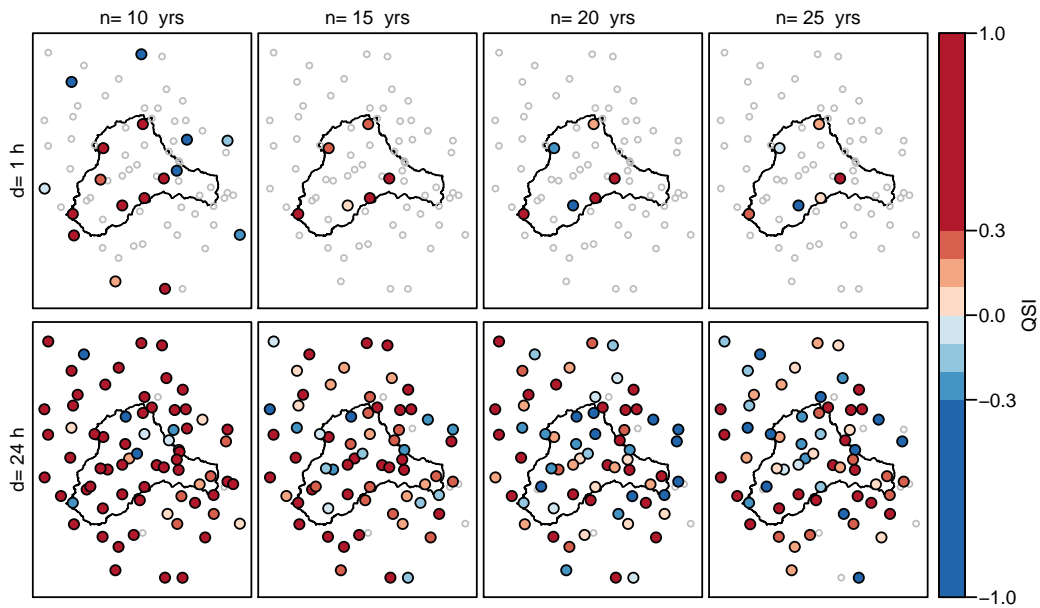 n= 10 yrs
n= 15 yrs
n= 20 yrs
n= 25 yrs
d= 1 h
d= 24 h
1.0
0.3
0.0
−0.3
−1.0
QSI